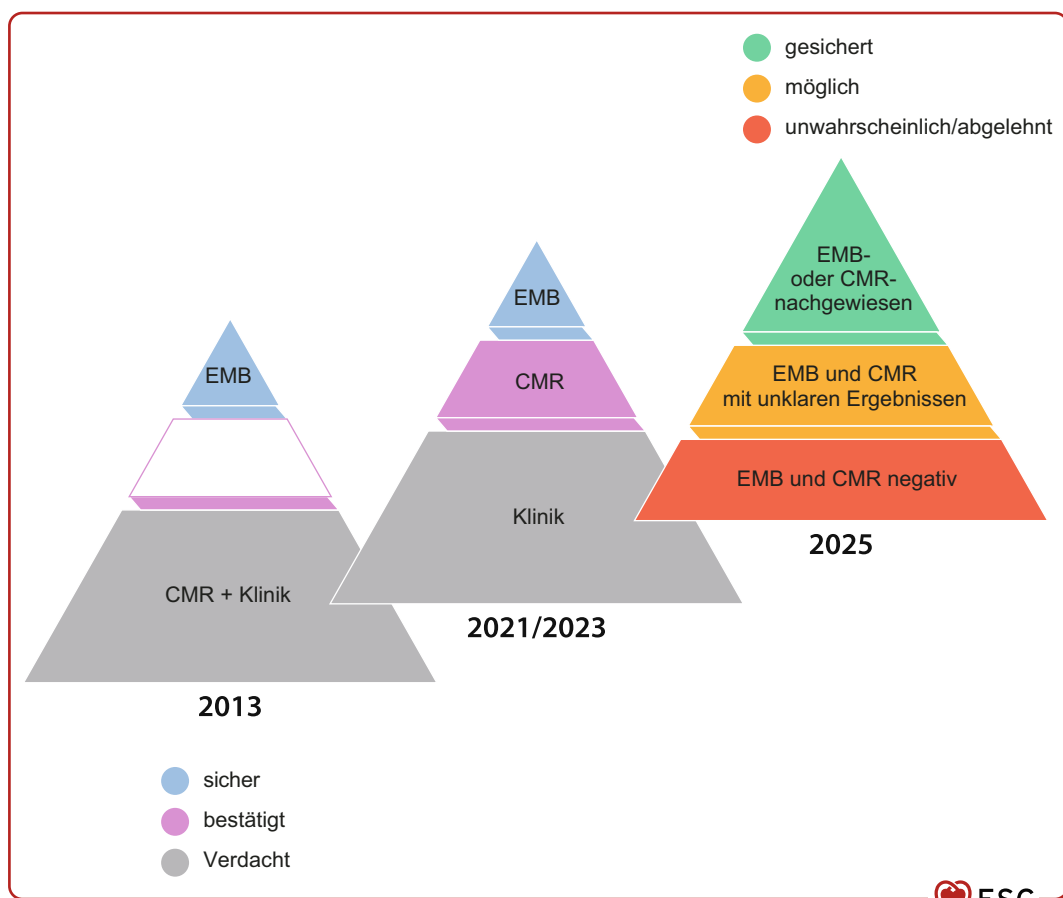 gesichert
möglich
unwahrscheinlich/abgelehnt
EMB
CMR + Klinik
2013
EMB
CMR
Klinik
2021/2023
EMB-
oder CMR-
nachgewiesen
EMB und CMR
mit unklaren Ergebnissen
EMB und CMR negativ
2025
sicher
bestätigt
Verdacht
ESC